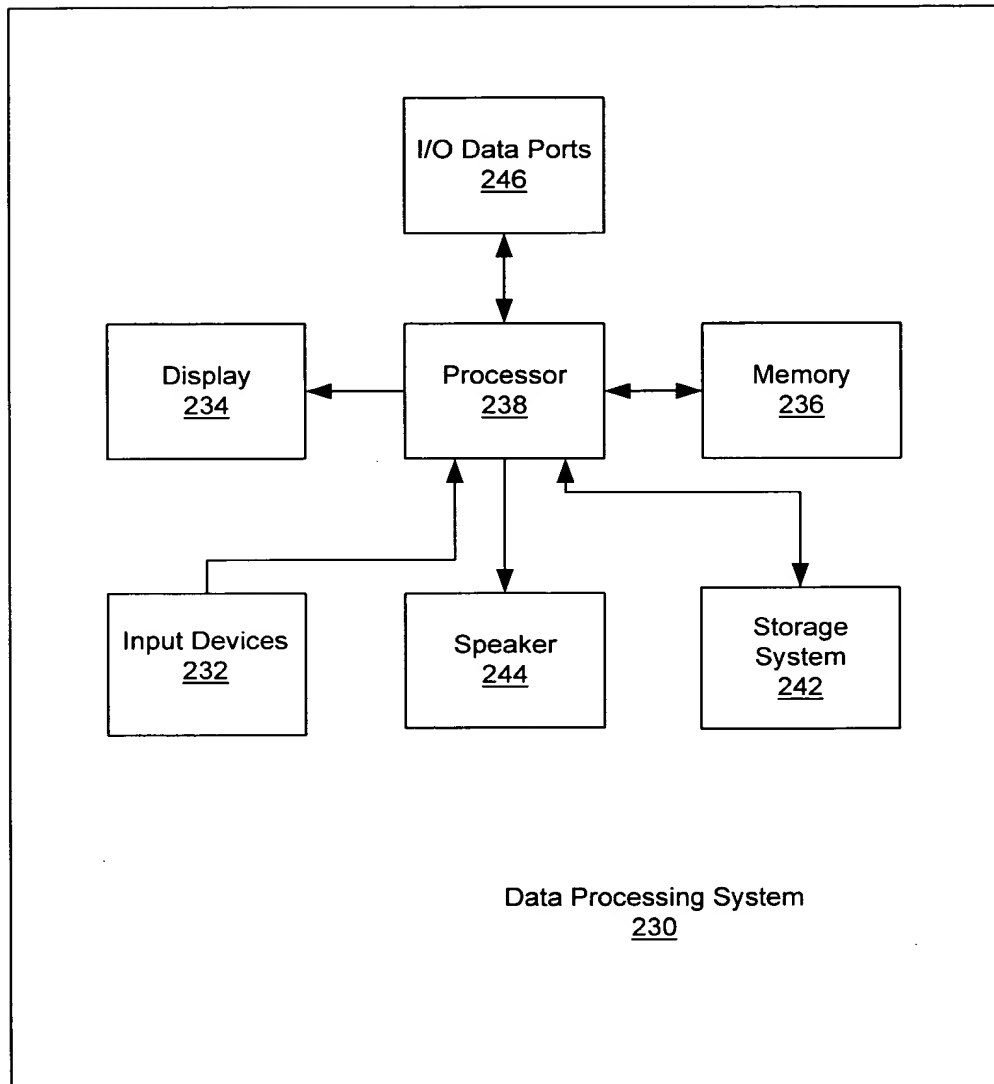 I/O Data Ports
246
Display
234
Processor
238
Memory
236
Input Devices
232
Speaker
244
Storage
System
242
Data Processing System
230